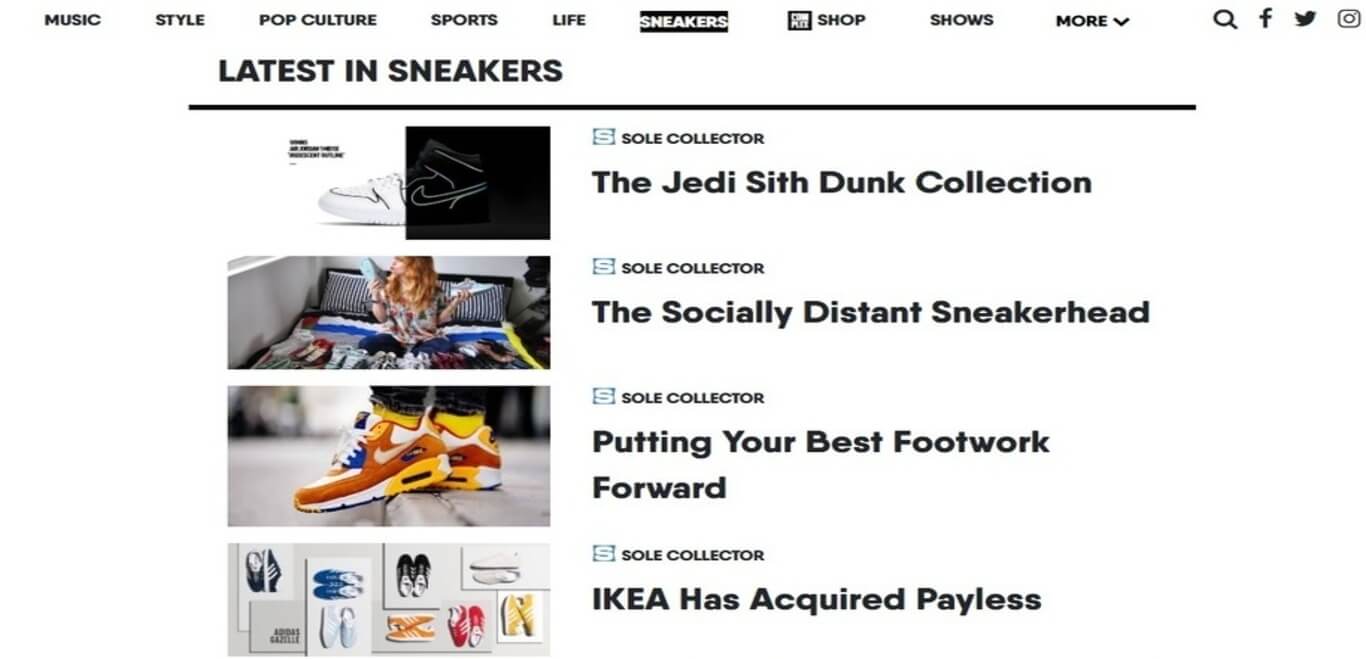 MUSIC STYLE POP CULTURE SPORTS LIFE SNEAKERS COMPLEX SHOP SHOWS MORE
LATEST IN SNEAKERS
S SOLE COLLECTOR
The Jedi Sith Dunk Collection
S SOLE COLLECTOR
The Socially Distant Sneakerhead
S SOLE COLLECTOR
Putting Your Best Footwork
Forward
ADIDAS
GAZELLE
S SOLE COLLECTOR
IKEA Has Acquired Payless